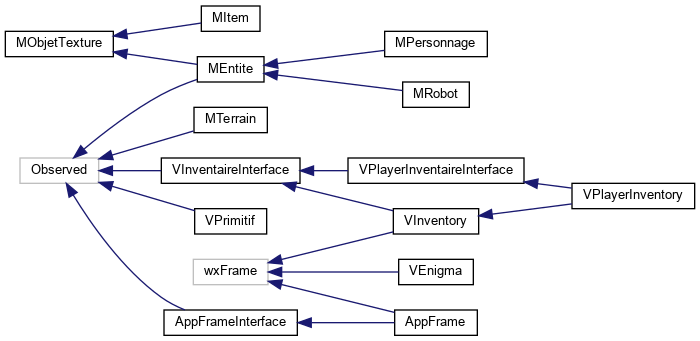 MItem
MObjetTexture
MPersonnage
MEntite
MRobot
MTerrain
Observed
VInventaireInterface
VPlayerInventaireInterface
VPlayerInventory
VPrimitif
VInventory
wxFrame
VEnigma
AppFrameInterface
AppFrame